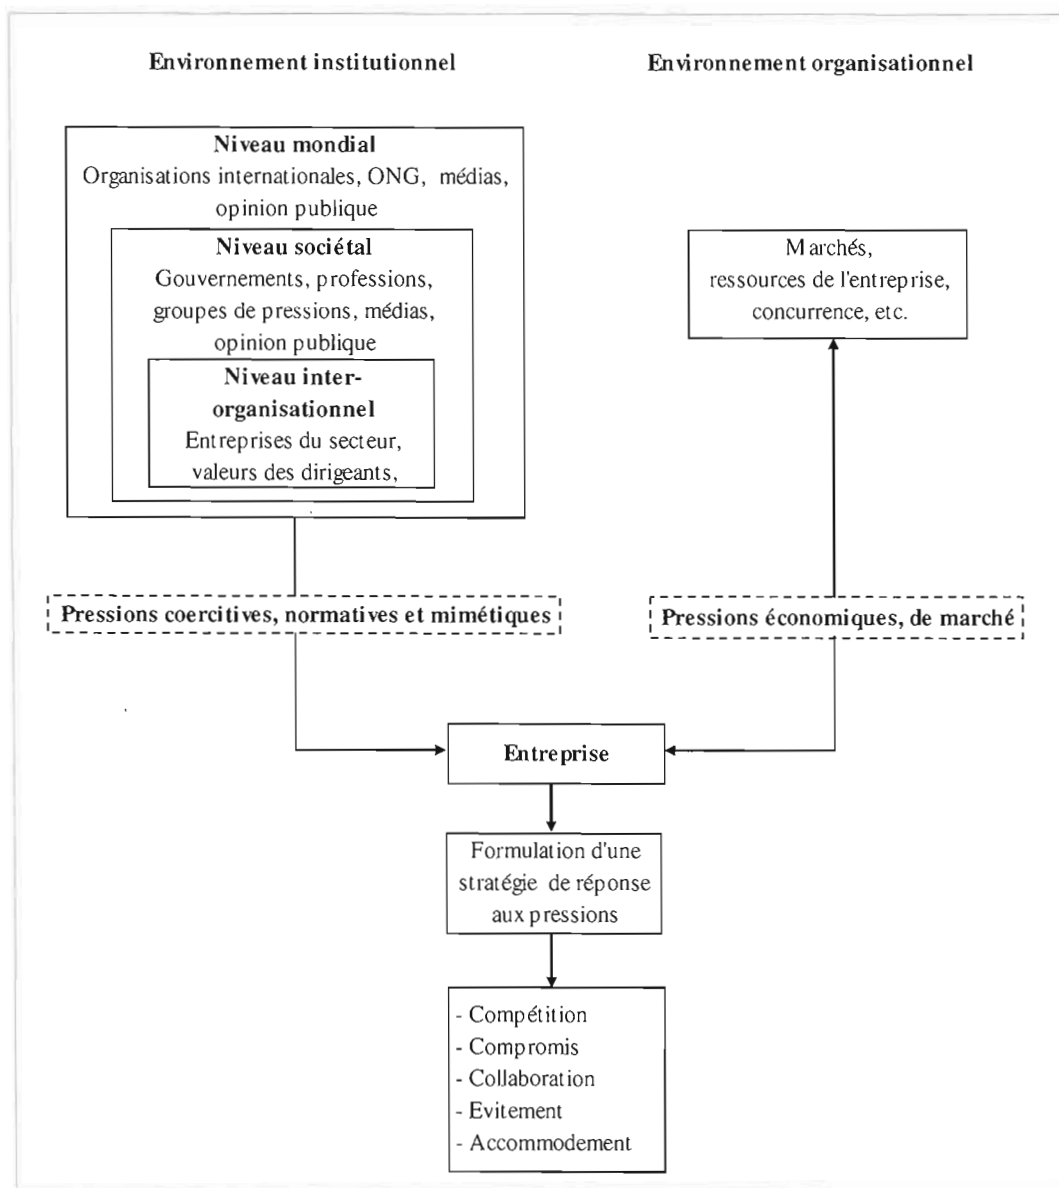 Environnement institutionnel
Environnement organisationnel
Niveau mondial
Organisations internationales, ONG, médias,
opinion publique
Niveau sociétal
Gouvernements, professions,
groupes de pressions, médias,
opinion publique
Niveau inter-
organisationnel
Entreprises du secteur,
valeurs des dirigeants,
Marchés,
ressources de l'entreprise,
concurrence, etc.
Pressions coercitives, normatives et mimétiques
Pressions économiques, de marché
Entreprise
Formulation d'une
stratégie de réponse
aux pressions
- Compétition
- Compromis
- Collaboration
- Evitement
- Accommodement